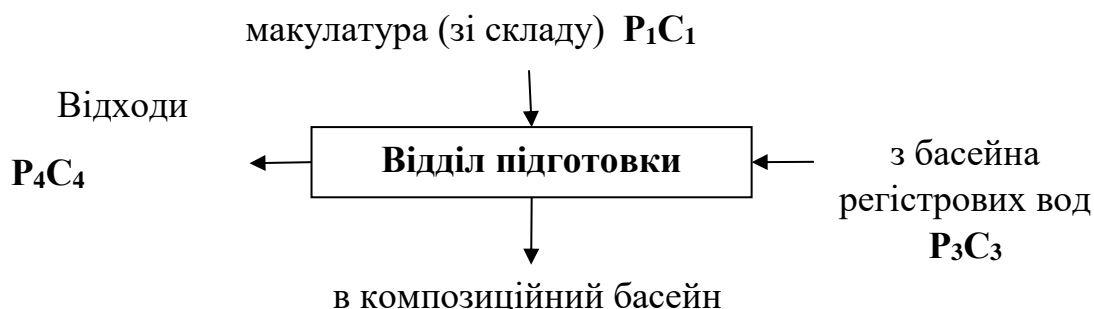 макулатура (зі складу) P₁C₁
Відходи
P₄C₄
Відділ підготовки
з басейна
регістрових вод
P₃C₃
в композиційний басейн